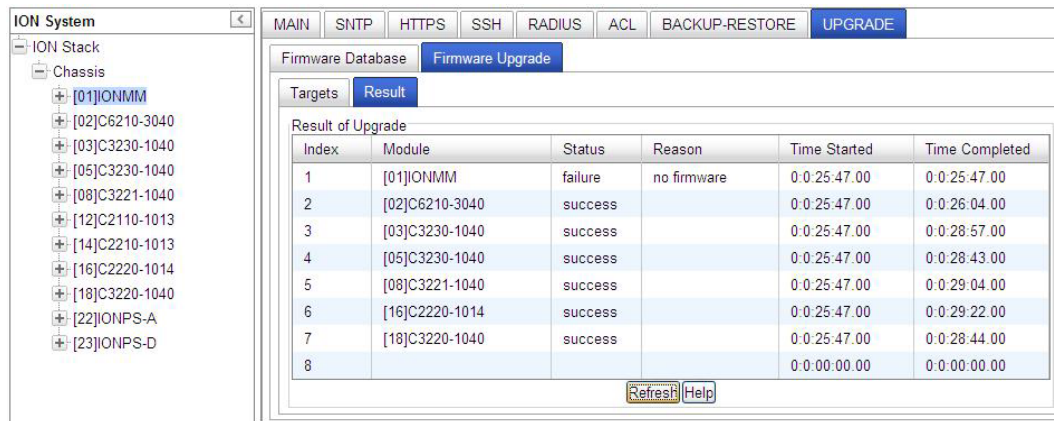 ION System
ION Stack
Chassis
[01]IONMM
[02]C6210-3040
[03]C3230-1040
[05]C3230-1040
[08]C3221-1040
[12]C2110-1013
[14]C2210-1013
[16]C2220-1014
[18]C3220-1040
[22]IONPS-A
[23]IONPS-D
MAIN SNTP HTTPS SSH RADIUS ACL BACKUP-RESTORE UPGRADE
Firmware Database Firmware Upgrade
Targets Result
Result of Upgrade
Index Module Status Reason Time Started Time Completed
1 [01]IONMM failure no firmware 0:0:25:47.00 0:0:25:47.00
2 [02]C6210-3040 success 0:0:25:47.00 0:0:26:04.00
3 [03]C3230-1040 success 0:0:25:47.00 0:0:28:57.00
4 [05]C3230-1040 success 0:0:25:47.00 0:0:28:43.00
5 [08]C3221-1040 success 0:0:25:47.00 0:0:29:04.00
6 [16]C2220-1014 success 0:0:25:47.00 0:0:29:22.00
7 [18]C3220-1040 success 0:0:25:47.00 0:0:28:44.00
8 0:0:00:00.00 0:0:00:00.00
Refresh Help